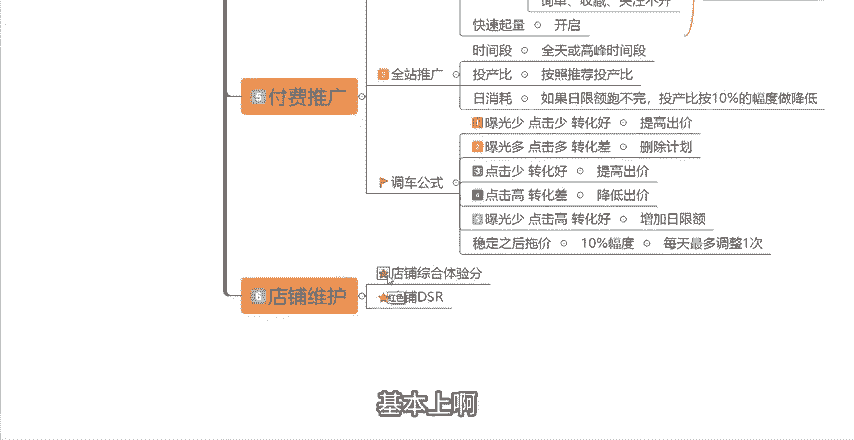 询单、收藏、关注不开
快速起量 开启
时间段 全天或高峰时间段
3 全站推广 投产比 按照推荐投产比
日消耗 如果日限额跑不完，投产比按10%的幅度做降低
5 付费推广
1 曝光少 点击少 转化好 提高出价
2 曝光多 点击多 转化差 删除计划
3 点击少 转化好 提高出价
调车公式
4 点击高 转化差 降低出价
5 曝光少 点击高 转化好 增加日限额
稳定之后拖价 10%幅度 每天最多调整1次
店铺综合体验分
6 店铺维护
红色 铺DSR
基本上啊